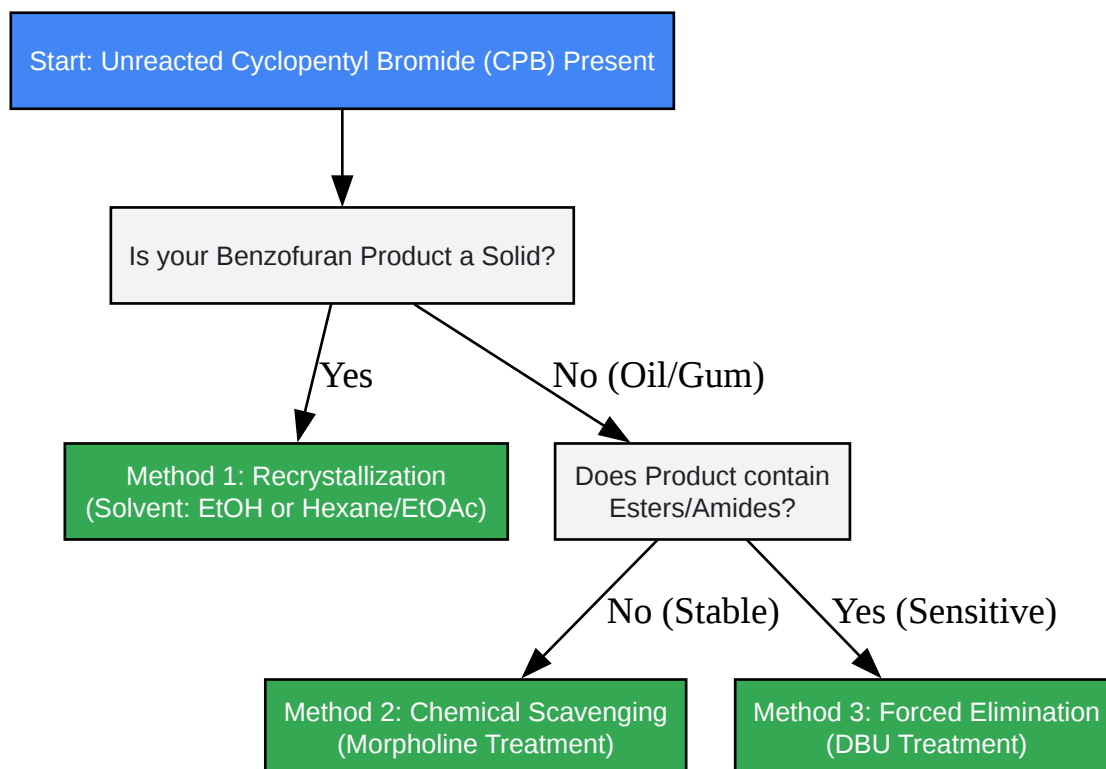 Start: Unreacted Cyclopentyl Bromide (CPB) Present
Is your Benzofuran Product a Solid?
Yes
No (Oil/Gum)
Method 1: Recrystallization
(Solvent: EtOH or Hexane/EtOAc)
Does Product contain
Esters/Amides?
No (Stable)
Yes (Sensitive)
Method 2: Chemical Scavenging
(Morpholine Treatment)
Method 3: Forced Elimination
(DBU Treatment)